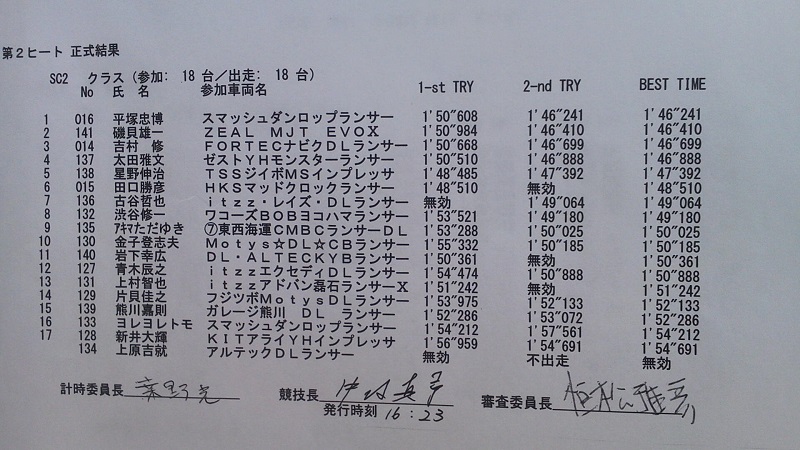 第２ヒート 正式結果
SC2 クラス (参加: 18 台／出走: 18 台)
No 氏 名 参加車両名 1-st TRY 2-nd TRY BEST TIME
1 016 平塚忠博 スマッシュダンロップランサー 1'50"608 1'46"241 1'46"241
2 141 磯貝雄一 ＺＥＡＬ ＭＪＴ ＥＶＯⅩ 1'50"984 1'46"410 1'46"410
3 014 吉村 修 ＦＯＲＴＥＣナビクＤＬランサー 1'50"668 1'46"699 1'46"699
4 137 太田雅文 ゼストＹＨモンスターランサー 1'50"510 1'46"888 1'46"888
5 138 星野伸治 ＴＳＳジイボＭＳインプレッサ 1'48"485 1'47"392 1'47"392
6 015 田口勝彦 ＨＫＳマッドクロックランサー 1'48"510 無効 1'48"510
7 136 古谷哲也 ｉｔｚｚ・レイズ・ＤＬランサー 無効 1'49"064 1'49"064
8 132 渋谷修一 ワコーズＢＯＢヨコハマランサー 1'53"521 1'49"180 1'49"180
9 135 ｱｷﾏただゆき ⑦東西海運ＣＭＢＣランサーＤＬ 1'53"288 1'50"025 1'50"025
10 130 金子登志夫 Ｍｏｔｙｓ☆ＤＬ☆ＣＢランサー 1'55"332 1'50"185 1'50"185
11 140 岩下幸広 ＤＬ・ＡＬＴＥＣＫＹＢランサー 1'50"361 無効 1'50"361
12 127 青木辰之 ｉｔｚｚエクセディＤＬランサー 1'54"474 1'50"888 1'50"888
13 131 上村智也 ｉｔｚｚアドバン磊石ランサーⅩ 1'51"242 無効 1'51"242
14 129 片貝佳之 フジツボＭｏｔｙｓＤＬランサー 1'53"975 1'52"133 1'52"133
15 139 熊川嘉則 ガレージ熊川 ＤＬ ランサー 1'52"286 1'53"072 1'52"286
16 133 ヨレヨレトモ スマッシュダンロップランサー 1'54"212 1'57"561 1'54"212
17 128 新井大輝 ＫＩＴアライＹＨインプレッサ 1'56"959 1'54"691 1'54"691
134 上原吉就 アルテックＤＬランサー 無効 不出走 無効
計時委員長 競技長 審査委員長
発行時刻 16:23